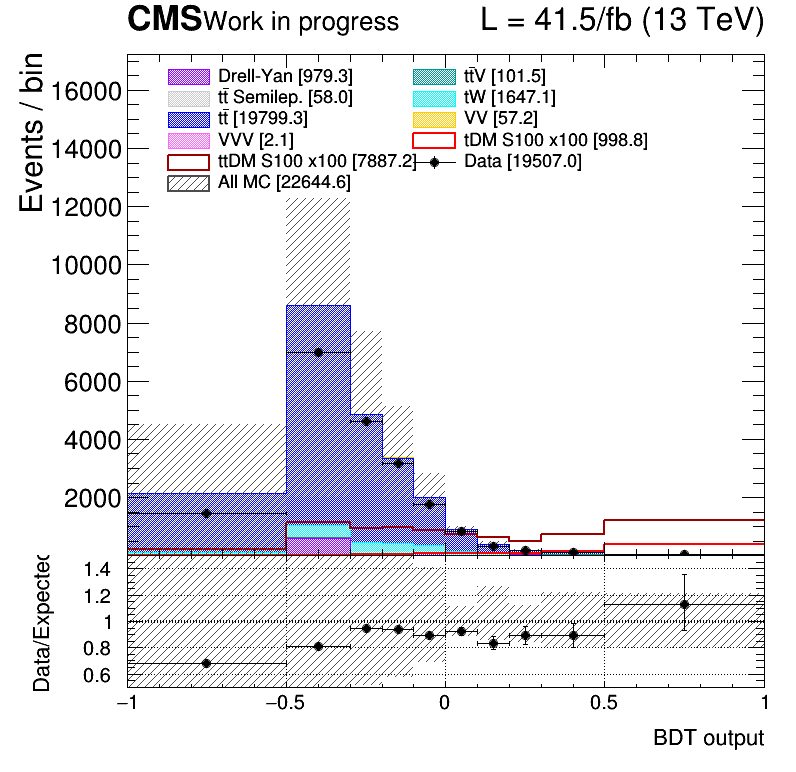 CMS Work in progress L = 41.5/fb (13 TeV)
Events / bin
16000
14000
12000
10000
8000
6000
4000
2000
Drell-Yan [979.3] tt̄V [101.5]
tt̄ Semilep. [58.0] tW [1647.1]
tt̄ [19799.3] VV [57.2]
VVV [2.1] tDM S100 x100 [998.8]
ttDM S100 x100 [7887.2] Data [19507.0]
All MC [22644.6]
Data/Expected
1.4
1.2
1
0.8
0.6
−1 −0.5 0 0.5 1
BDT output